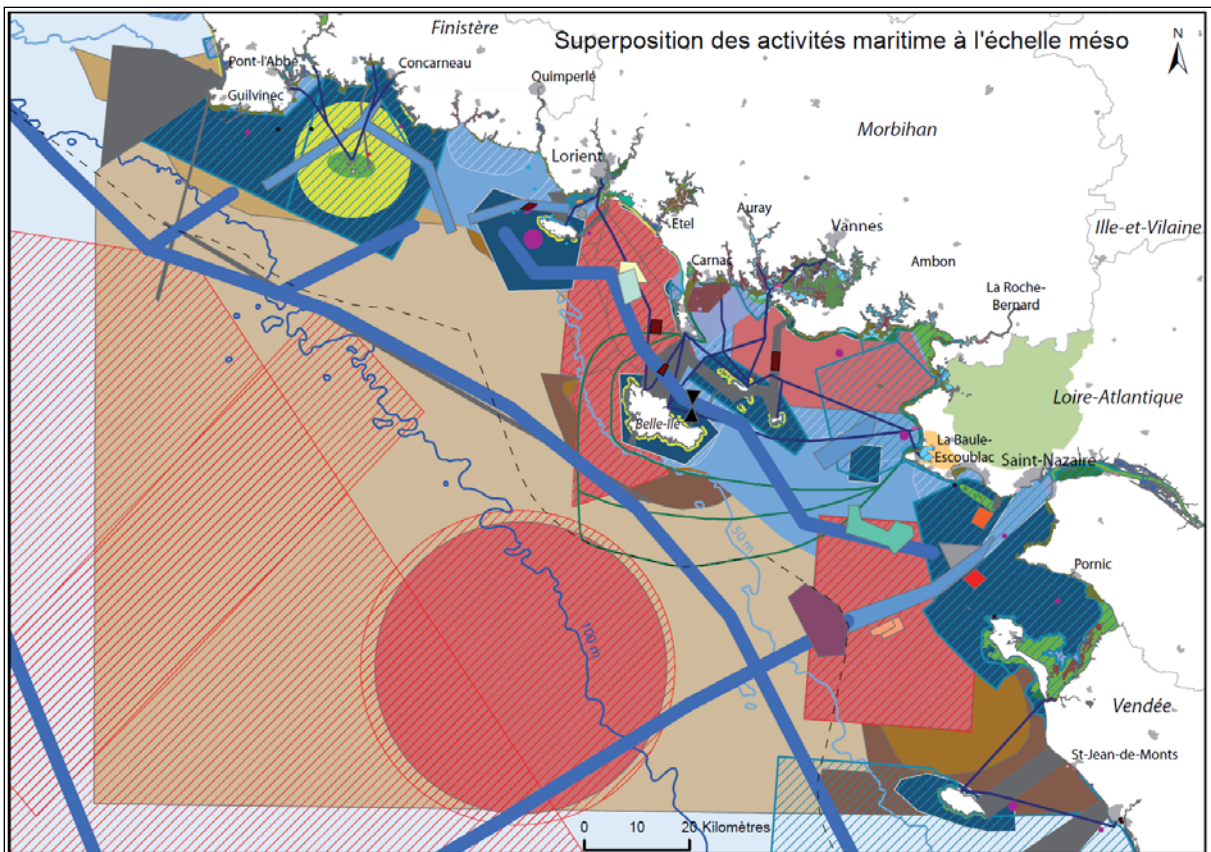 Finistère
Superposition des activités maritime à l'échelle méso
N
Pont-l'Abbé
Concarneau
Quimperlé
Guilvinec
Morbihan
Lorient
Auray
Etel
Vannes
Ille-et-Vilaine
Carnac
Ambon
La Roche-
Bernard
Loire-Atlantique
Belle-Ile
La Baule-
Escoublac
Saint-Nazaire
50 m
Pornic
100 m
Vendée
St-Jean-de-Monts
0 10 20 Kilomètres